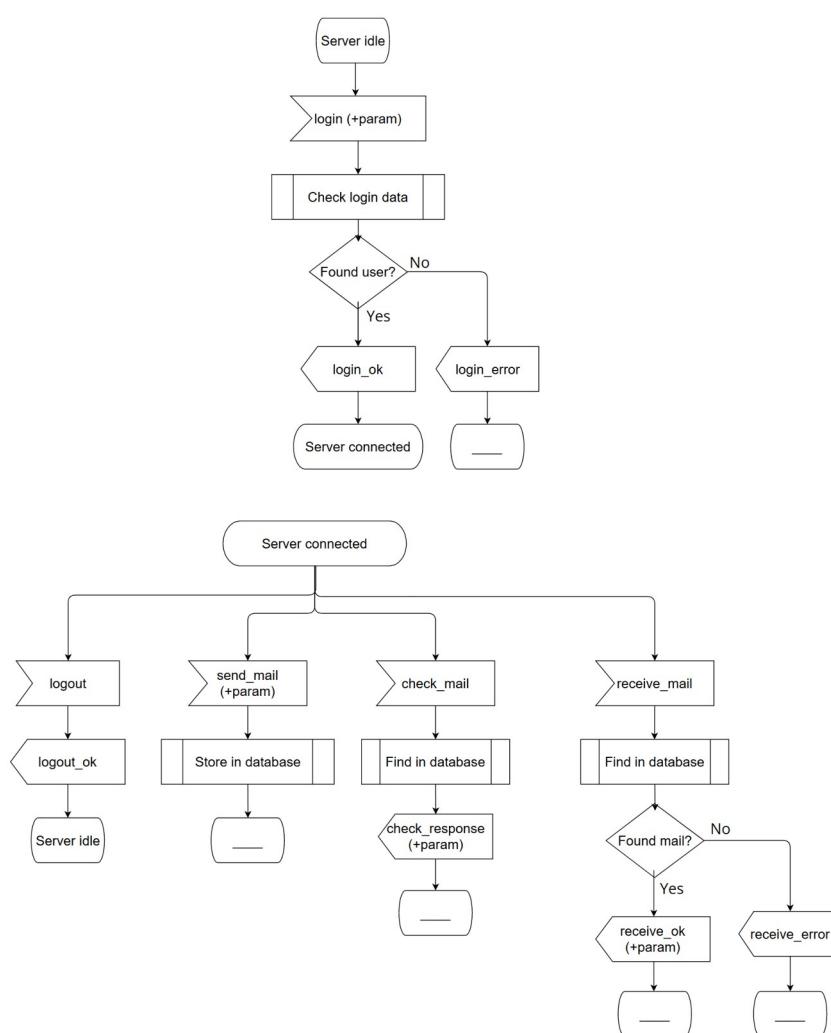 Server idle
login (+param)
Check login data
Found user?
No
Yes
login_ok
login_error
Server connected
____
Server connected
logout
send_mail
(+param)
check_mail
receive_mail
logout_ok
Store in database
Find in database
Find in database
Server idle
____
check_response
(+param)
Found mail?
No
Yes
____
receive_ok
(+param)
receive_error
____
____